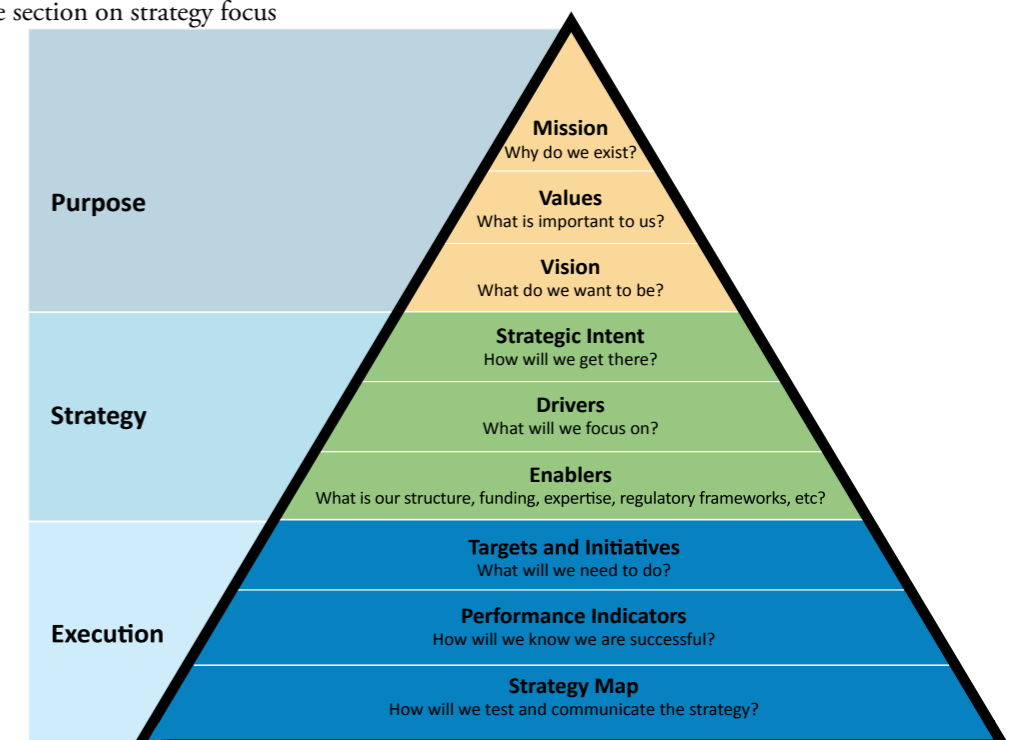 e section on strategy focus
Mission
Why do we exist?
Purpose
Values
What is important to us?
Vision
What do we want to be?
Strategic Intent
How will we get there?
Strategy
Drivers
What will we focus on?
Enablers
What is our structure, funding, expertise, regulatory frameworks, etc?
Targets and Initiatives
What will we need to do?
Execution
Performance Indicators
How will we know we are successful?
Strategy Map
How will we test and communicate the strategy?